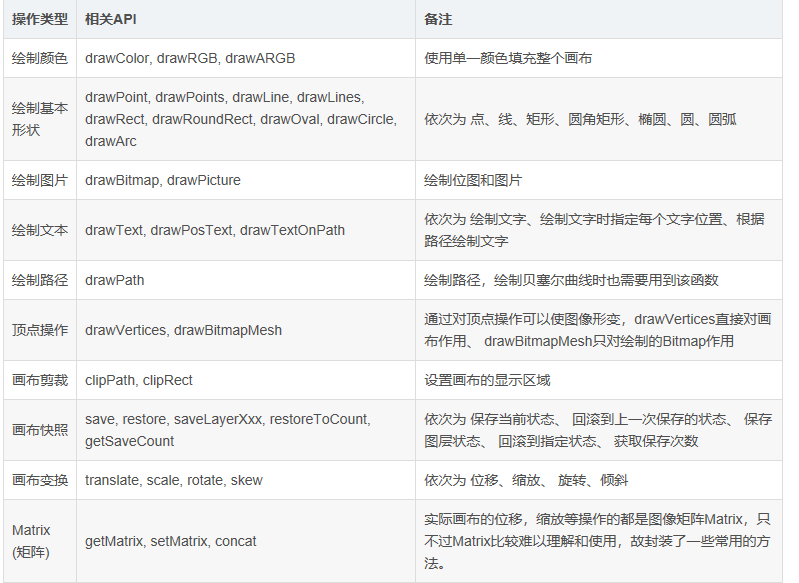 操作类型 相关API 备注
绘制颜色 drawColor, drawRGB, drawARGB 使用单一颜色填充整个画布
绘制基本
形状
drawPoint, drawPoints, drawLine, drawLines,
drawRect, drawRoundRect, drawOval, drawCircle,
drawArc
依次为 点、线、矩形、圆角矩形、椭圆、圆、圆弧
绘制图片 drawBitmap, drawPicture 绘制位图和图片
绘制文本 drawText, drawPosText, drawTextOnPath
依次为 绘制文字、绘制文字时指定每个文字位置、根据
路径绘制文字
绘制路径 drawPath 绘制路径，绘制贝塞尔曲线时也需要用到该函数
顶点操作 drawVertices, drawBitmapMesh
通过对顶点操作可以使图像形变，drawVertices直接对画
布作用、 drawBitmapMesh只对绘制的Bitmap作用
画布剪裁 clipPath, clipRect 设置画布的显示区域
画布快照
save, restore, saveLayerXxx, restoreToCount,
getSaveCount
依次为 保存当前状态、 回滚到上一次保存的状态、 保存
图层状态、 回滚到指定状态、 获取保存次数
画布变换 translate, scale, rotate, skew 依次为 位移、缩放、 旋转、倾斜
Matrix
(矩阵)
getMatrix, setMatrix, concat
实际画布的位移，缩放等操作的都是图像矩阵Matrix，只
不过Matrix比较难以理解和使用，故封装了一些常用的方
法。